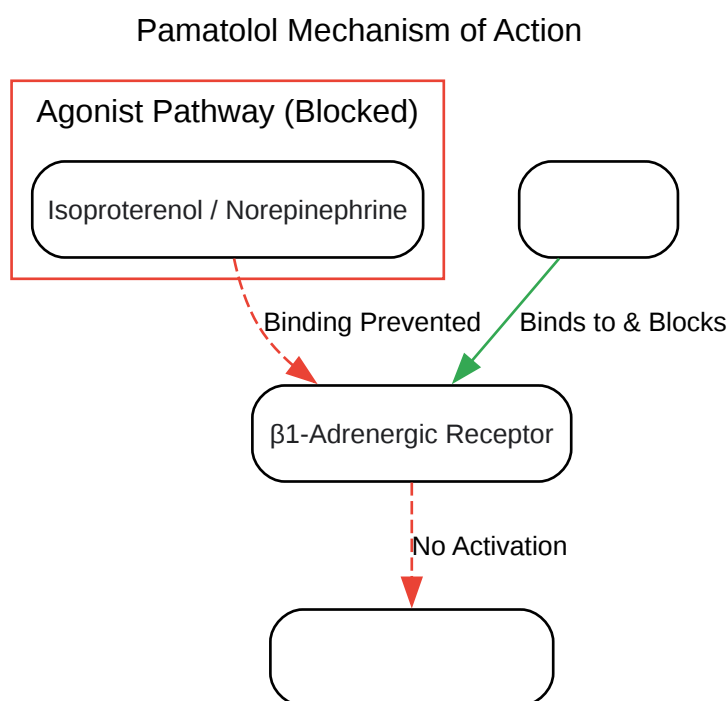 Pamatolol Mechanism of Action
Agonist Pathway (Blocked)
Isoproterenol / Norepinephrine
Binding Prevented
Binds to & Blocks
β1-Adrenergic Receptor
No Activation